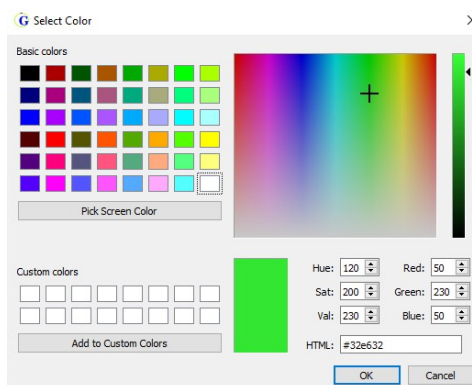 G Select Color
Basic colors
Pick Screen Color
Custom colors
Add to Custom Colors
Hue: 120 Red: 50
Sat: 200 Green: 230
Val: 230 Blue: 50
HTML: #32e632
OK Cancel